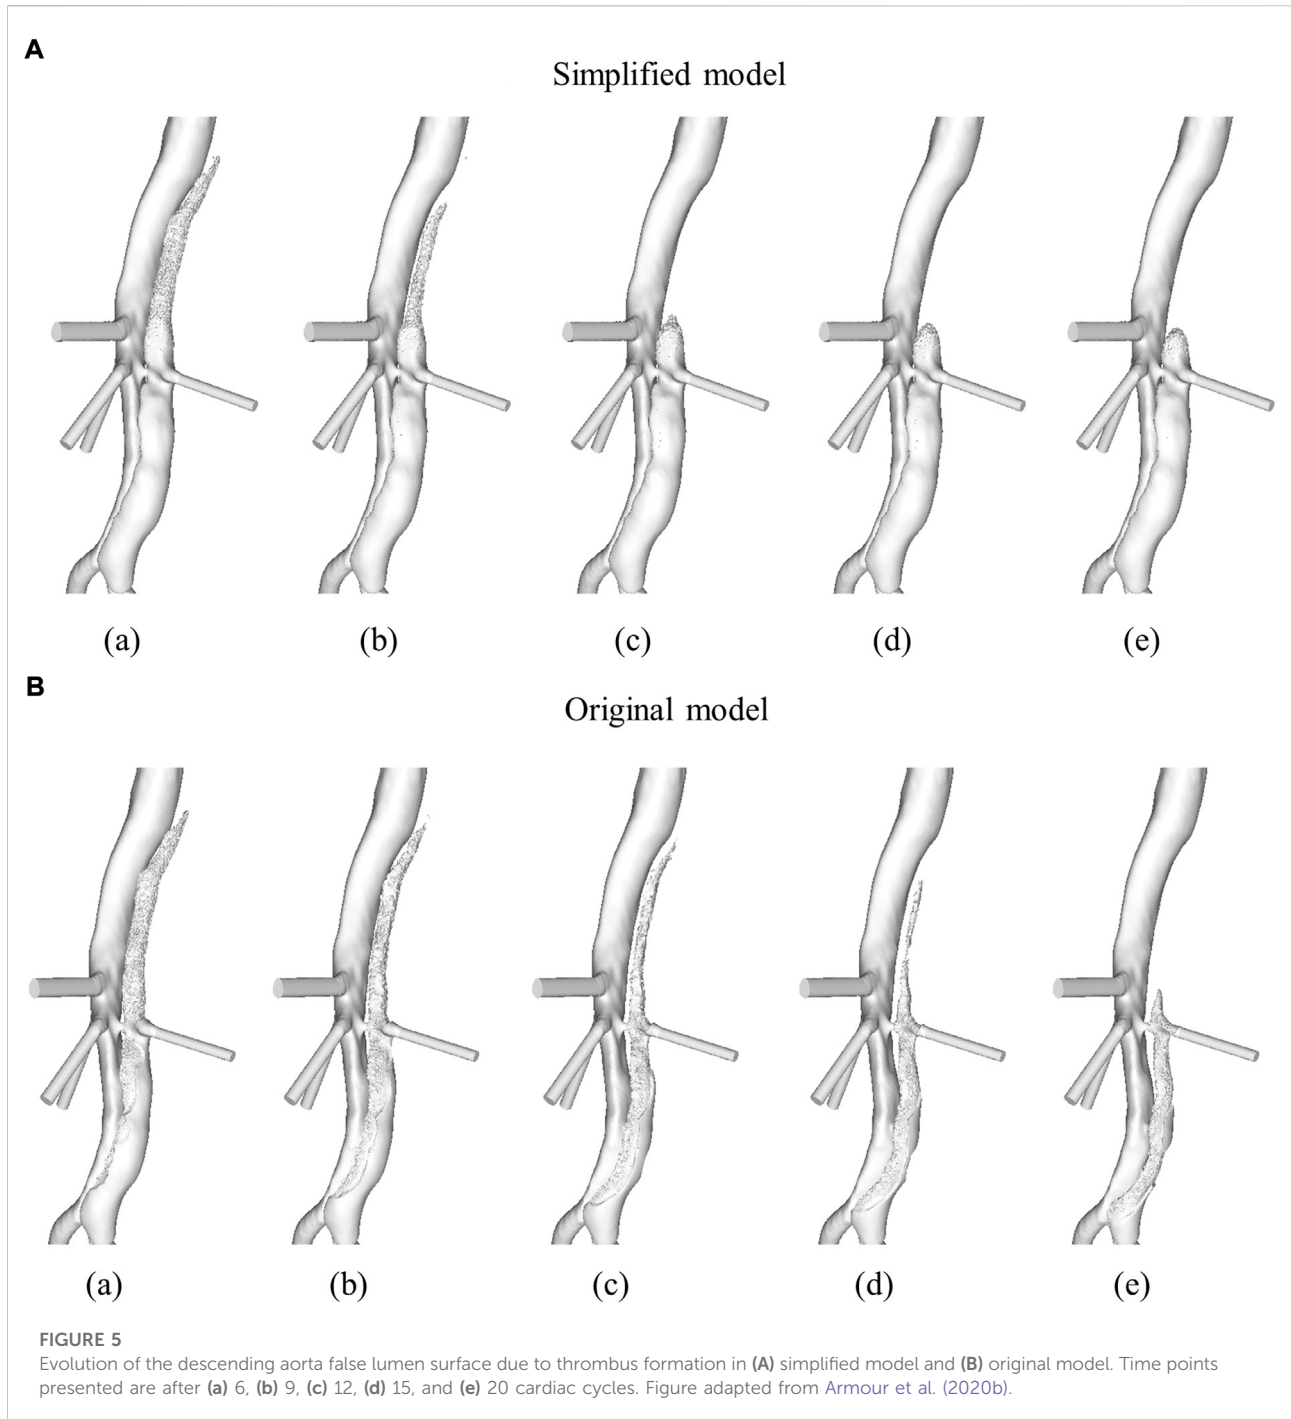 A
Simplified model
(a) (b) (c) (d) (e)
B
Original model
(a) (b) (c) (d) (e)
FIGURE 5
Evolution of the descending aorta false lumen surface due to thrombus formation in (A) simplified model and (B) original model. Time points
presented are after (a) 6, (b) 9, (c) 12, (d) 15, and (e) 20 cardiac cycles. Figure adapted from Armour et al. (2020b).